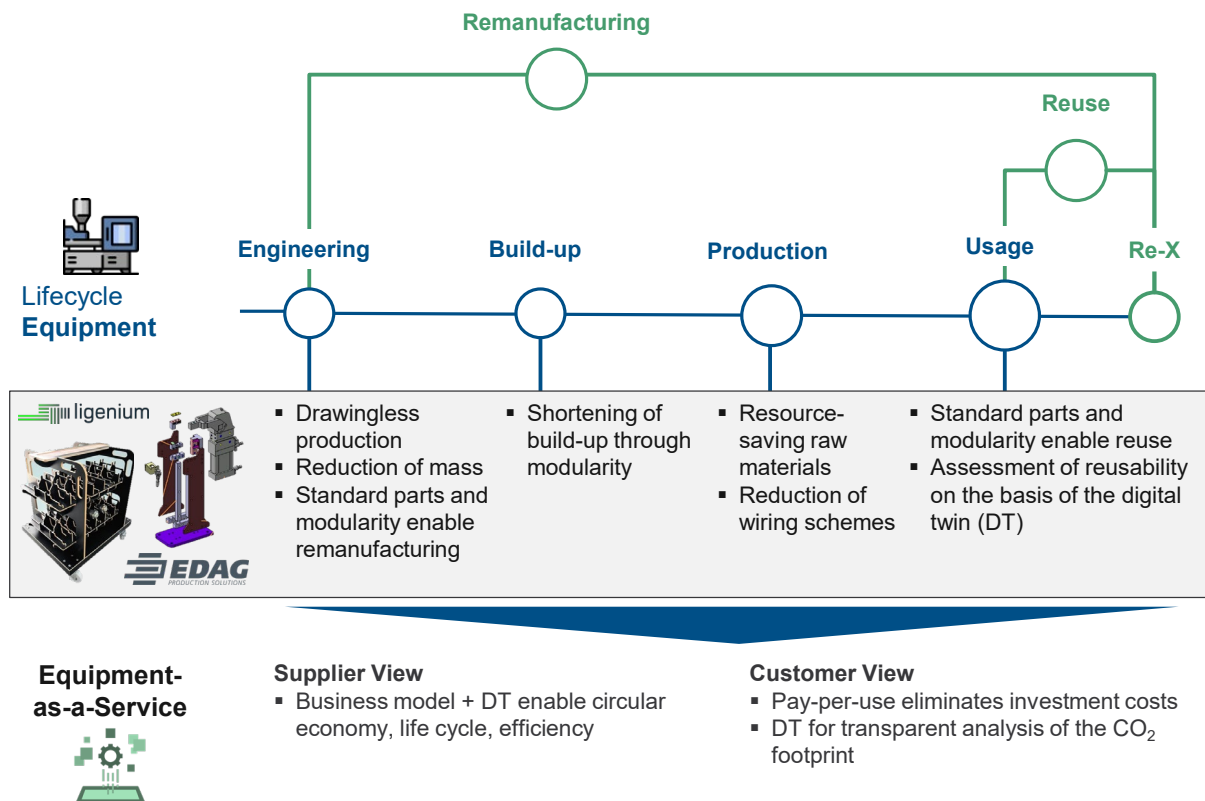 Remanufacturing
Reuse
Engineering
Build-up
Production
Usage
Re-X
Lifecycle
Equipment
ligenium
EDAG
PRODUCTION SOLUTIONS
▪ Drawingless
production
▪ Reduction of mass
▪ Standard parts and
modularity enable
remanufacturing
▪ Shortening of
build-up through
modularity
▪ Resource-
saving raw
materials
▪ Reduction of
wiring schemes
▪ Standard parts and
modularity enable reuse
▪ Assessment of reusability
on the basis of the digital
twin (DT)
Equipment-
as-a-Service
Supplier View
▪ Business model + DT enable circular
economy, life cycle, efficiency
Customer View
▪ Pay-per-use eliminates investment costs
▪ DT for transparent analysis of the CO₂
footprint